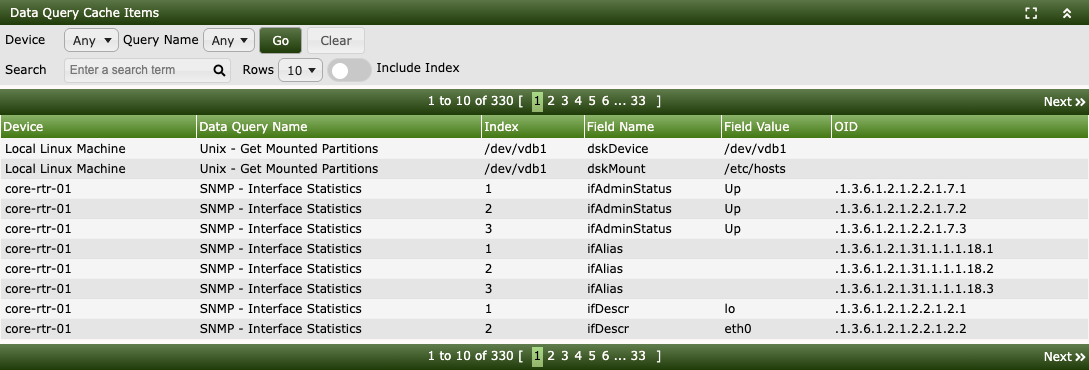 Data Query Cache Items
Device Any Query Name Any Go Clear
Search Enter a search term Rows 10 Include Index
1 to 10 of 330 [ 1 2 3 4 5 6 ... 33 ] Next
Device Data Query Name Index Field Name Field Value OID
Local Linux Machine Unix - Get Mounted Partitions /dev/vdb1 dskDevice /dev/vdb1
Local Linux Machine Unix - Get Mounted Partitions /dev/vdb1 dskMount /etc/hosts
core-rtr-01 SNMP - Interface Statistics 1 ifAdminStatus Up .1.3.6.1.2.1.2.2.1.7.1
core-rtr-01 SNMP - Interface Statistics 2 ifAdminStatus Up .1.3.6.1.2.1.2.2.1.7.2
core-rtr-01 SNMP - Interface Statistics 3 ifAdminStatus Up .1.3.6.1.2.1.2.2.1.7.3
core-rtr-01 SNMP - Interface Statistics 1 ifAlias .1.3.6.1.2.1.31.1.1.1.18.1
core-rtr-01 SNMP - Interface Statistics 2 ifAlias .1.3.6.1.2.1.31.1.1.1.18.2
core-rtr-01 SNMP - Interface Statistics 3 ifAlias .1.3.6.1.2.1.31.1.1.1.18.3
core-rtr-01 SNMP - Interface Statistics 1 ifDescr lo .1.3.6.1.2.1.2.2.1.2.1
core-rtr-01 SNMP - Interface Statistics 2 ifDescr eth0 .1.3.6.1.2.1.2.2.1.2.2
1 to 10 of 330 [ 1 2 3 4 5 6 ... 33 ] Next